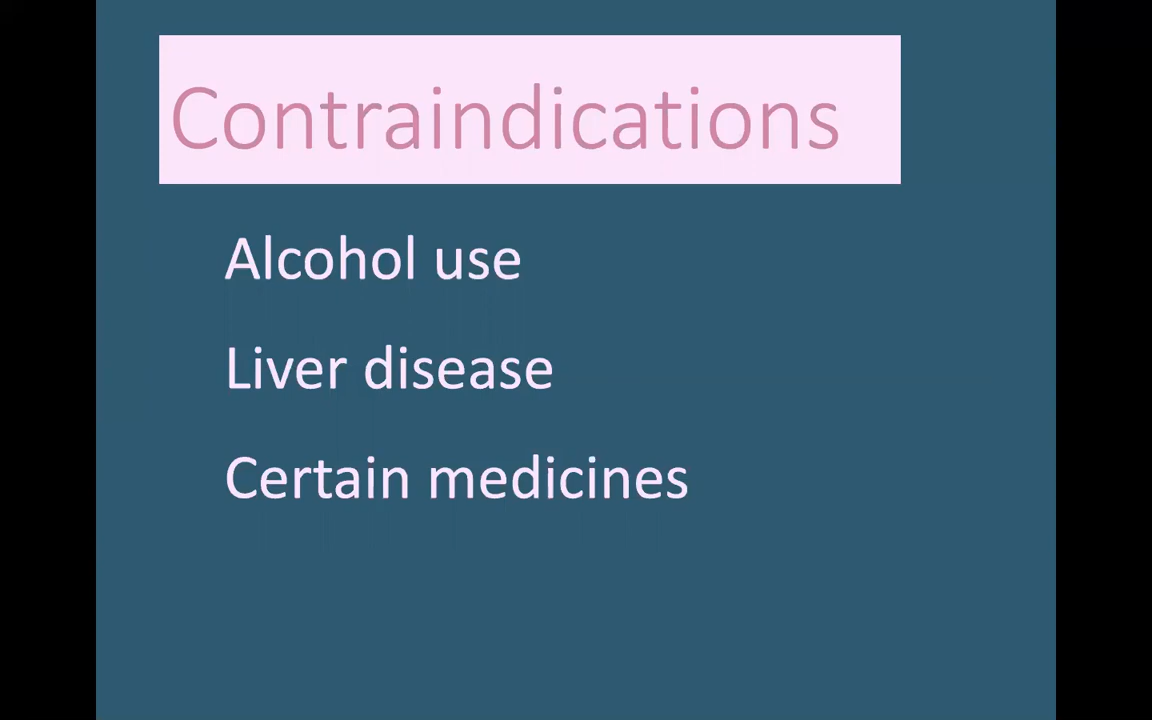 Contraindications
Alcohol use
Liver disease
Certain medicines